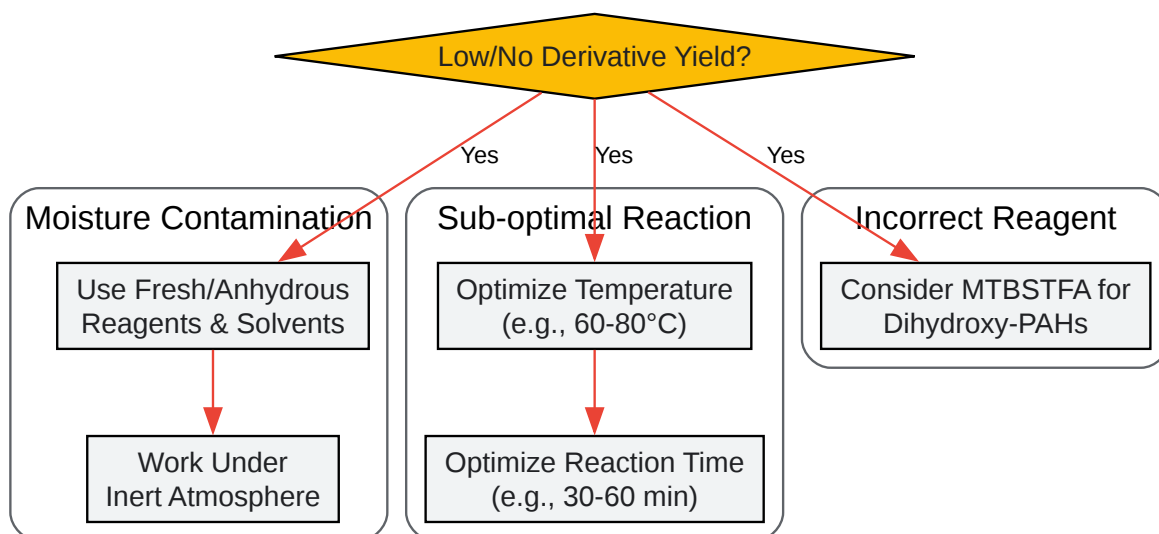 Low/No Derivative Yield?
Yes
Yes
Yes
Moisture Contamination
Sub-optimal Reaction
Incorrect Reagent
Use Fresh/Anhydrous
Reagents & Solvents
Optimize Temperature
(e.g., 60-80°C)
Consider MTBSTFA for
Dihydroxy-PAHs
Work Under
Inert Atmosphere
Optimize Reaction Time
(e.g., 30-60 min)